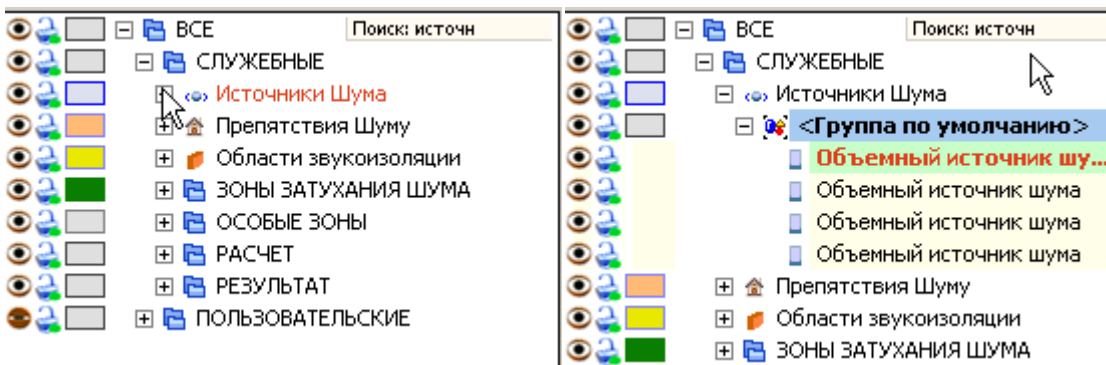 ВСЕ
Поиск: источн
СЛУЖЕБНЫЕ
Источники Шума
Препятствия Шуму
Области звукоизоляции
ЗОНЫ ЗАТУХАНИЯ ШУМА
ОСОБЫЕ ЗОНЫ
РАСЧЕТ
РЕЗУЛЬТАТ
ПОЛЬЗОВАТЕЛЬСКИЕ
ВСЕ
Поиск: источн
СЛУЖЕБНЫЕ
Источники Шума
<Группа по умолчанию>
Объемный источник шу...
Объемный источник шума
Объемный источник шума
Объемный источник шума
Препятствия Шуму
Области звукоизоляции
ЗОНЫ ЗАТУХАНИЯ ШУМА